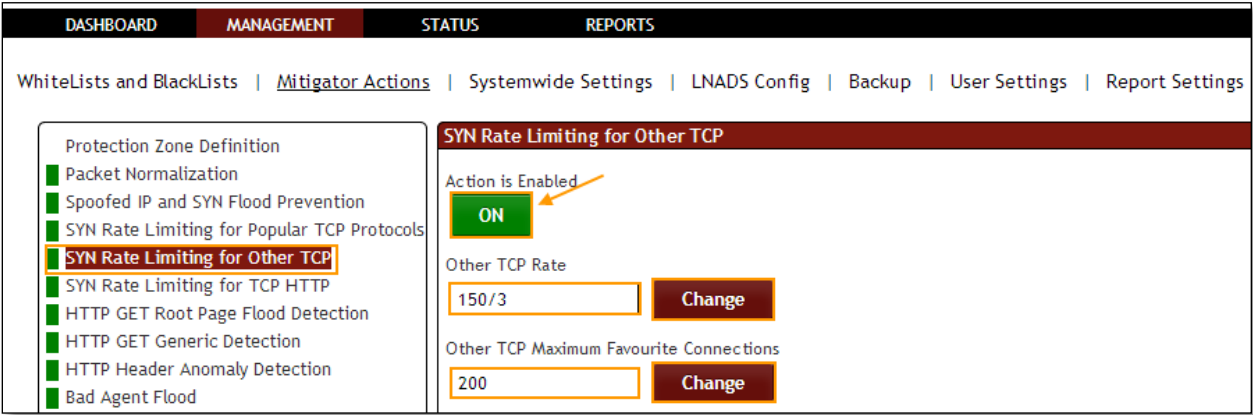 DASHBOARD MANAGEMENT STATUS REPORTS
WhiteLists and BlackLists | Mitigator Actions | Systemwide Settings | LNADS Config | Backup | User Settings | Report Settings
Protection Zone Definition
Packet Normalization
Spoofed IP and SYN Flood Prevention
SYN Rate Limiting for Popular TCP Protocols
SYN Rate Limiting for Other TCP
SYN Rate Limiting for TCP HTTP
HTTP GET Root Page Flood Detection
HTTP GET Generic Detection
HTTP Header Anomaly Detection
Bad Agent Flood
SYN Rate Limiting for Other TCP
Action is Enabled
ON
Other TCP Rate
150/3 Change
Other TCP Maximum Favourite Connections
200 Change